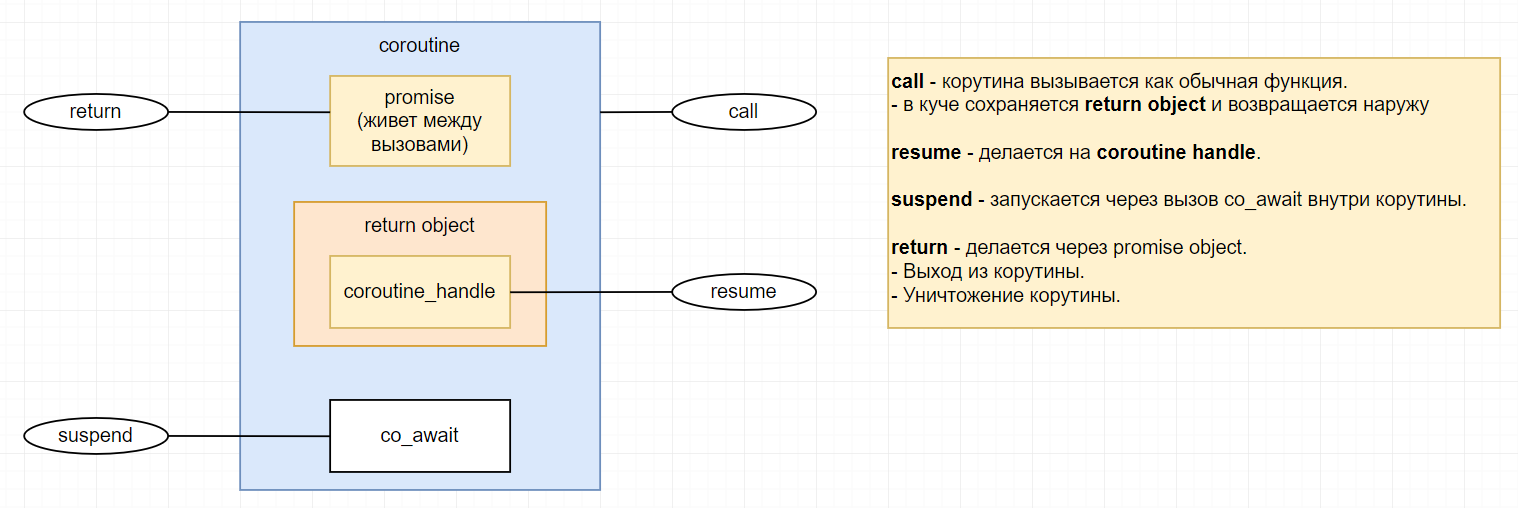 coroutine
promise
(живет между
вызовами)
return
call
return object
coroutine_handle
resume
co_await
suspend
call - корутина вызывается как обычная функция.
- в куче сохраняется return object и возвращается наружу
resume - делается на coroutine handle.
suspend - запускается через вызов co_await внутри корутины.
return - делается через promise object.
- Выход из корутины.
- Уничтожение корутины.